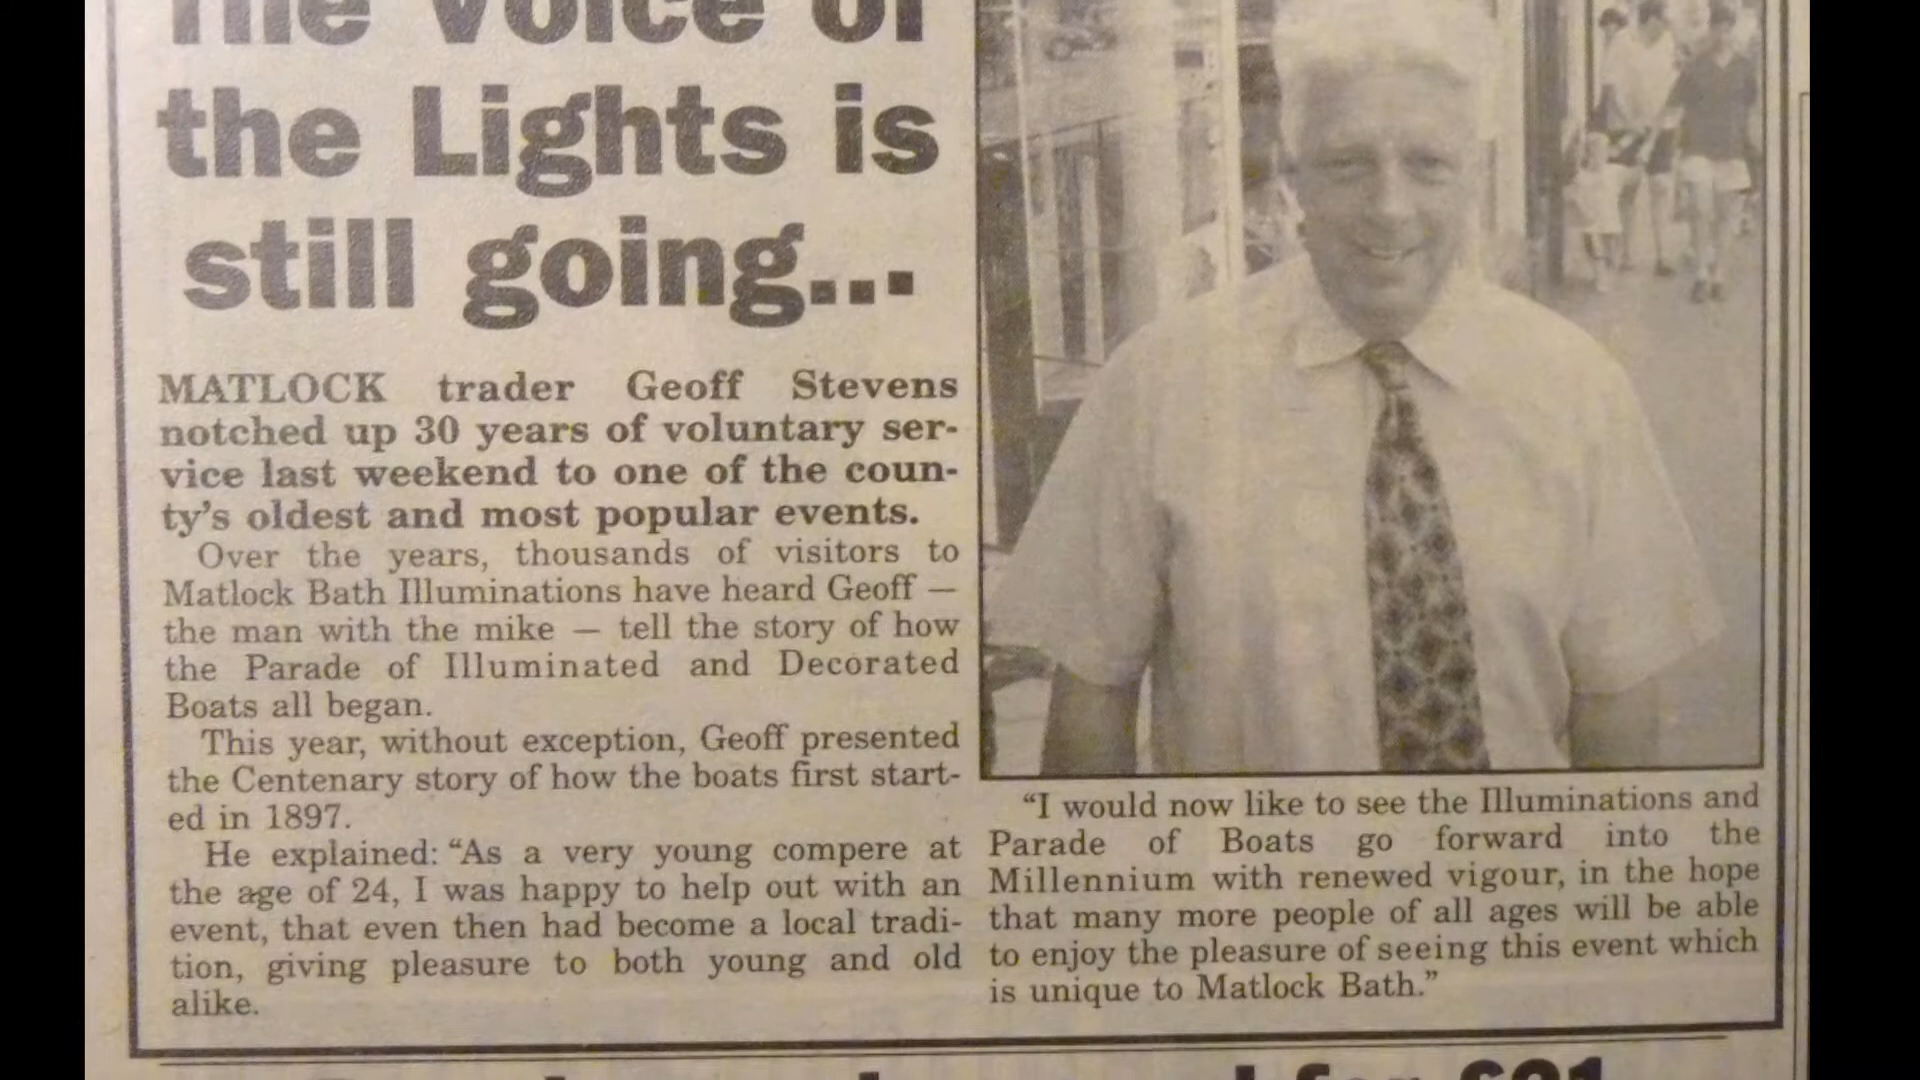 The Voice of
the Lights is
still going...
MATLOCK trader Geoff Stevens
notched up 30 years of voluntary ser-
vice last weekend to one of the coun-
ty's oldest and most popular events.
Over the years, thousands of visitors to
Matlock Bath Illuminations have heard Geoff —
the man with the mike — tell the story of how
the Parade of Illuminated and Decorated
Boats all began.
This year, without exception, Geoff presented
the Centenary story of how the boats first start-
ed in 1897.
He explained: “As a very young compere at
the age of 24, I was happy to help out with an
event, that even then had become a local tradi-
tion, giving pleasure to both young and old
alike.
“I would now like to see the Illuminations and
Parade of Boats go forward into the
Millennium with renewed vigour, in the hope
that many more people of all ages will be able
to enjoy the pleasure of seeing this event which
is unique to Matlock Bath.”
for £21